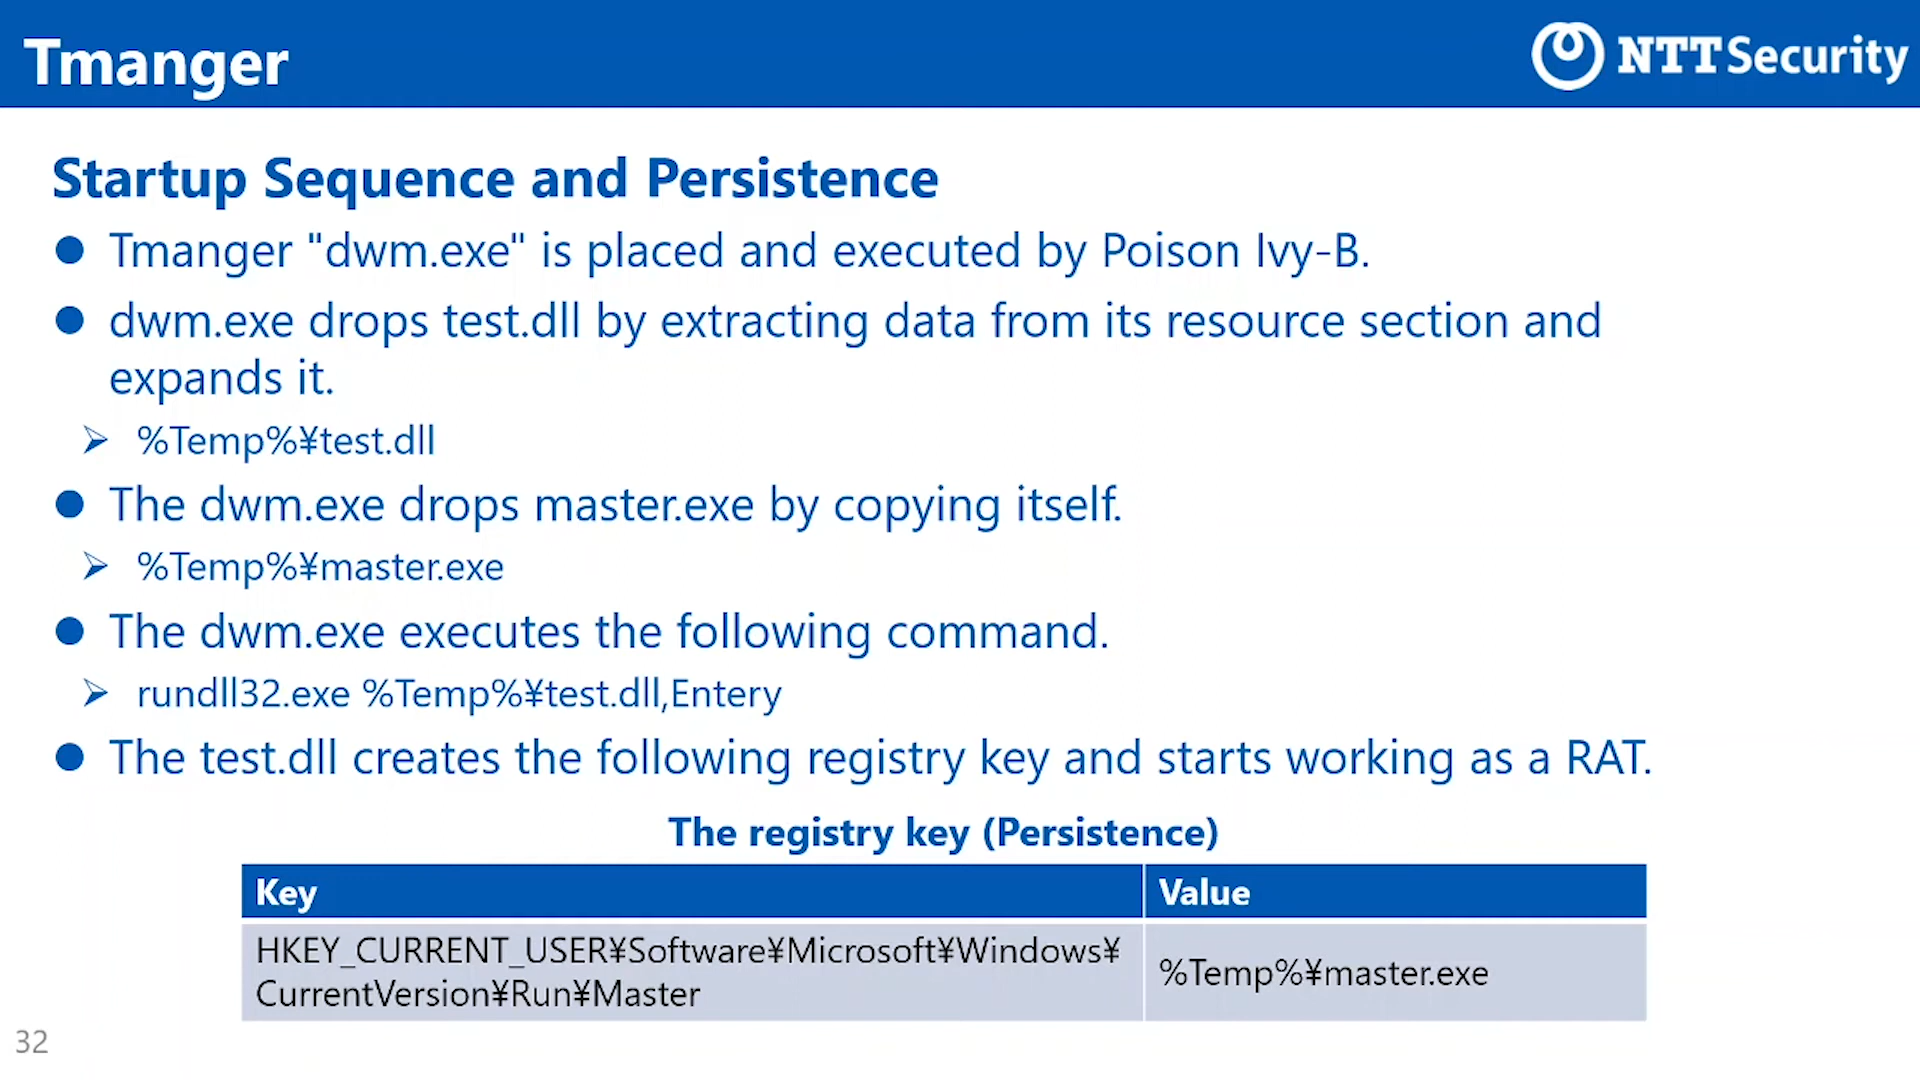 Tmanger
NTT Security
Startup Sequence and Persistence
● Tmanger "dwm.exe" is placed and executed by Poison Ivy-B.
● dwm.exe drops test.dll by extracting data from its resource section and
expands it.
➢ %Temp%¥test.dll
● The dwm.exe drops master.exe by copying itself.
➢ %Temp%¥master.exe
● The dwm.exe executes the following command.
➢ rundll32.exe %Temp%¥test.dll,Entery
● The test.dll creates the following registry key and starts working as a RAT.
The registry key (Persistence)
Key Value
HKEY_CURRENT_USER¥Software¥Microsoft¥Windows¥
CurrentVersion¥Run¥Master
%Temp%¥master.exe
32